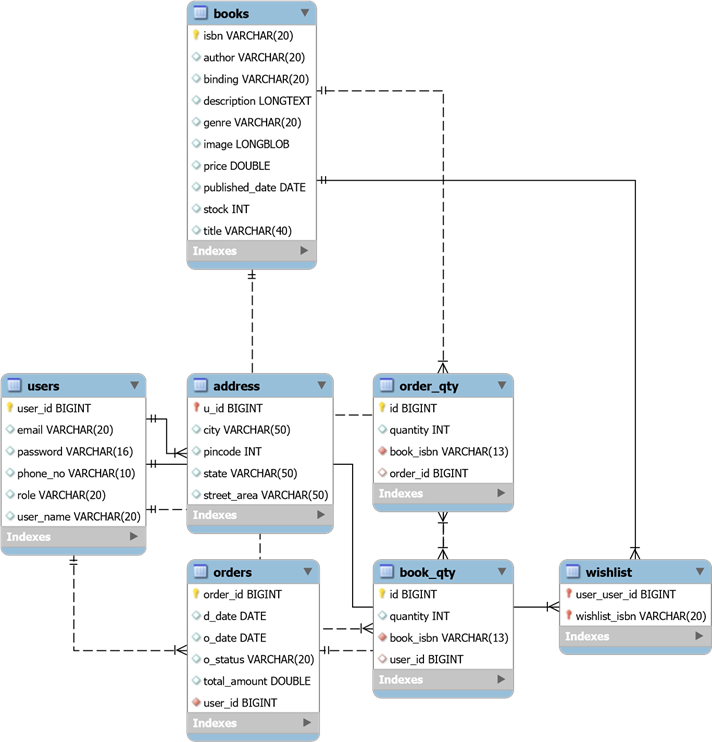 books
isbn VARCHAR(20)
author VARCHAR(20)
binding VARCHAR(20)
description LONGTEXT
genre VARCHAR(20)
image LONGBLOB
price DOUBLE
published_date DATE
stock INT
title VARCHAR(40)
Indexes
users
user_id BIGINT
email VARCHAR(20)
password VARCHAR(16)
phone_no VARCHAR(10)
role VARCHAR(20)
user_name VARCHAR(20)
Indexes
address
u_id BIGINT
city VARCHAR(50)
pincode INT
state VARCHAR(50)
street_area VARCHAR(50)
Indexes
order_qty
id BIGINT
quantity INT
book_isbn VARCHAR(13)
order_id BIGINT
Indexes
orders
order_id BIGINT
d_date DATE
o_date DATE
o_status VARCHAR(20)
total_amount DOUBLE
user_id BIGINT
Indexes
book_qty
id BIGINT
quantity INT
book_isbn VARCHAR(13)
user_id BIGINT
Indexes
wishlist
user_user_id BIGINT
wishlist_isbn VARCHAR(20)
Indexes